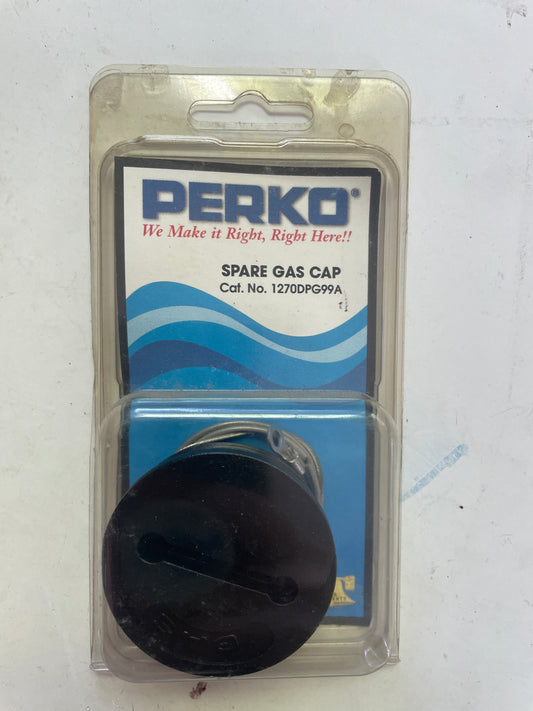 PERKO®
We Make it Right, Right Here!!
SPARE GAS CAP
Cat. No. 1270DPG99A